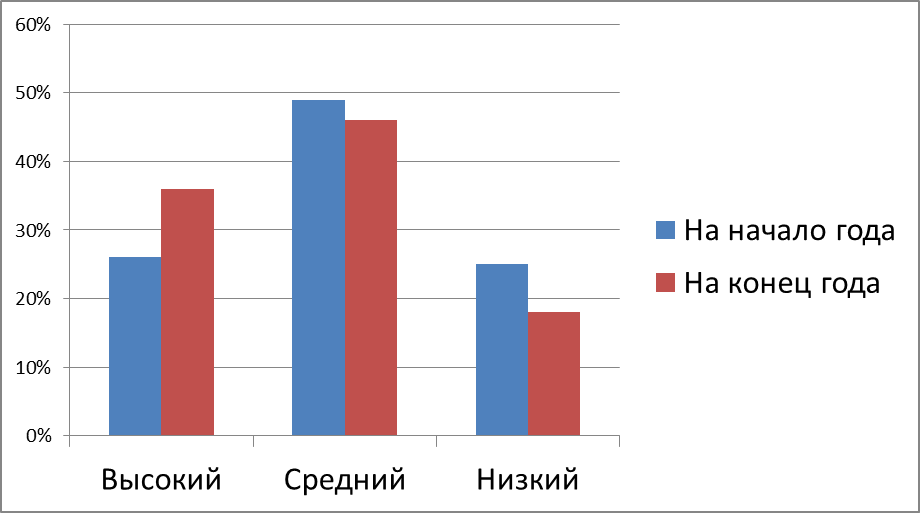 60%
50%
40%
30%
20%
10%
0%
Высокий
Средний
Низкий
На начало года
На конец года